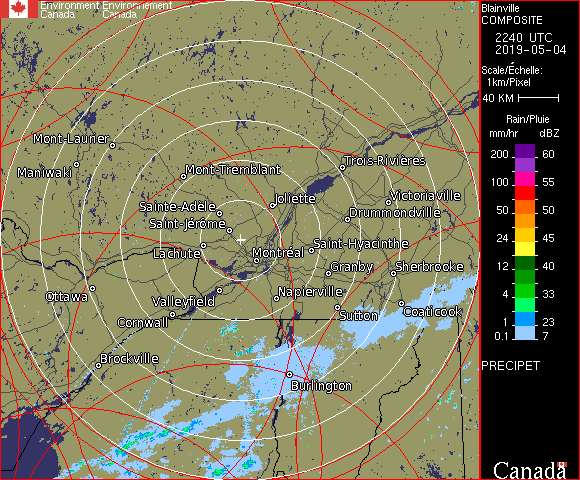 Environment Environnement
Canada Canada
Blainville
COMPOSITE
2240 UTC
2019-05-04
Scale/Échelle:
1km/Pixel
40 KM
Rain/Pluie
mm/hr dBZ
200 60
100 55
50 50
24 45
12 40
4 33
1 23
0.1 7
PRECIPET
Canada
Mont-Laurier
Maniwaki
Mont-Tremblant
Trois-Rivières
Sainte-Adele
Joliette
Victoriaville
Saint-Jérôme
Drummondville
Lachute
Montréal
Saint-Hyacinthe
Granby
Sherbrooke
Ottawa
Valleyfield
Napierville
Cornwall
Sutton
Coaticook
Brockville
Burlington